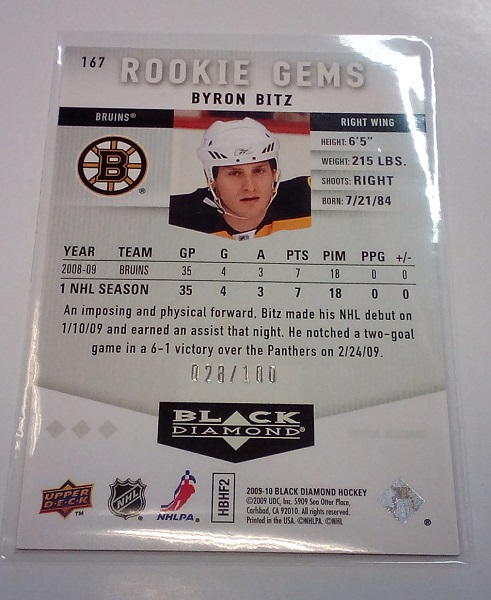 167 ROOKIE GEMS
BYRON BITZ
BRUINS®
RIGHT WING
HEIGHT: 6'5"
WEIGHT: 215 LBS.
SHOOTS: RIGHT
BORN: 7/21/84
B
®
YEAR TEAM GP G A PTS PIM PPG +/-
2008-09 BRUINS 35 4 3 7 18 0 0
1 NHL SEASON 35 4 3 7 18 0 0
An imposing and physical forward, Bitz made his NHL debut on
1/10/09 and earned an assist that night. He notched a two-goal
game in a 6-1 victory over the Panthers on 2/24/09.
028/100
BLACK
DIAMOND®
UPPER
D·E·C·K
TM
NHL
NHLPA.
HBHF2
2009-10 BLACK DIAMOND HOCKEY
©2009 UDC, Inc. 5909 Sea Otter Place,
Carlsbad, CA 92010. All rights reserved.
Printed in the USA. ©NHLPA. ©NHL
®